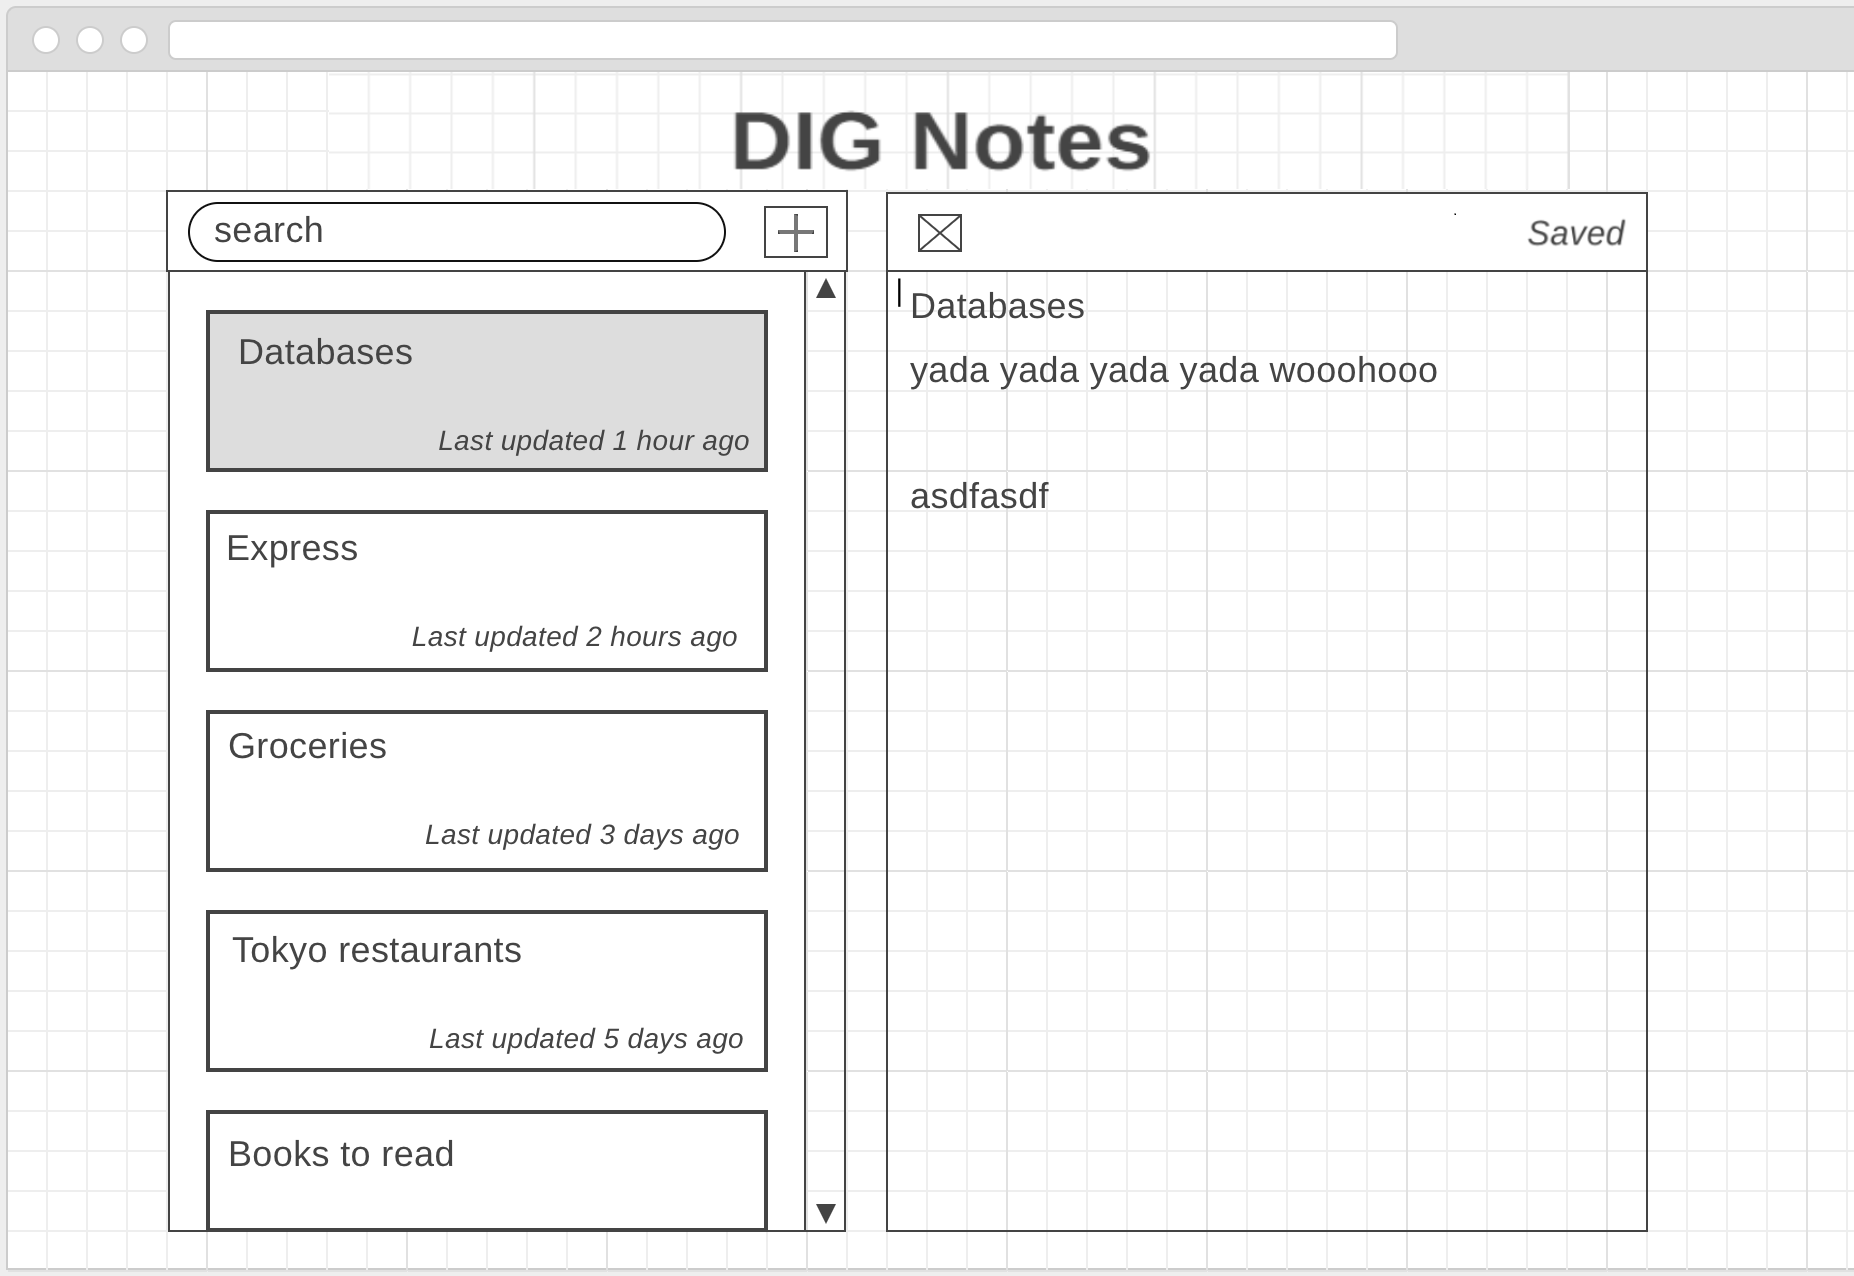 DIG Notes
search
Databases
Last updated 1 hour ago
Express
Last updated 2 hours ago
Groceries
Last updated 3 days ago
Tokyo restaurants
Last updated 5 days ago
Books to read
Saved
Databases
yada yada yada yada wooohooo
asdfasdf